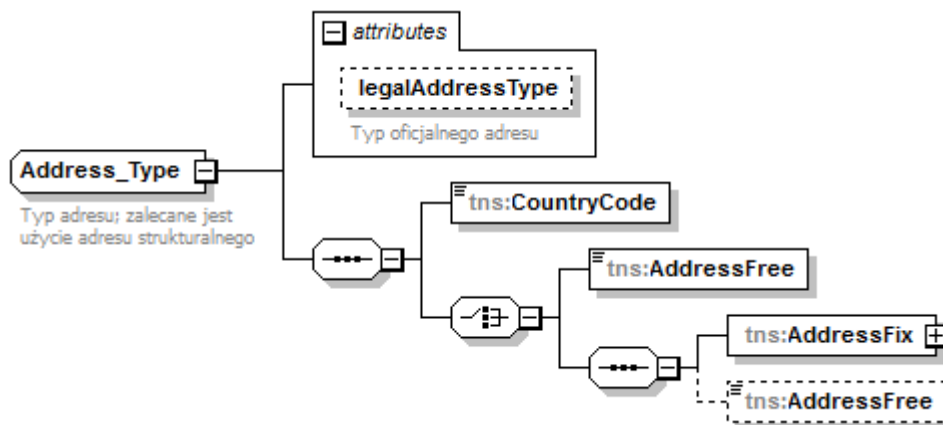 attributes
legalAddressType
Typ oficjalnego adresu
Address_Type
Typ adresu; zalecane jest
użycie adresu strukturalnego
tns:CountryCode
tns:AddressFree
tns:AddressFix
tns:AddressFree